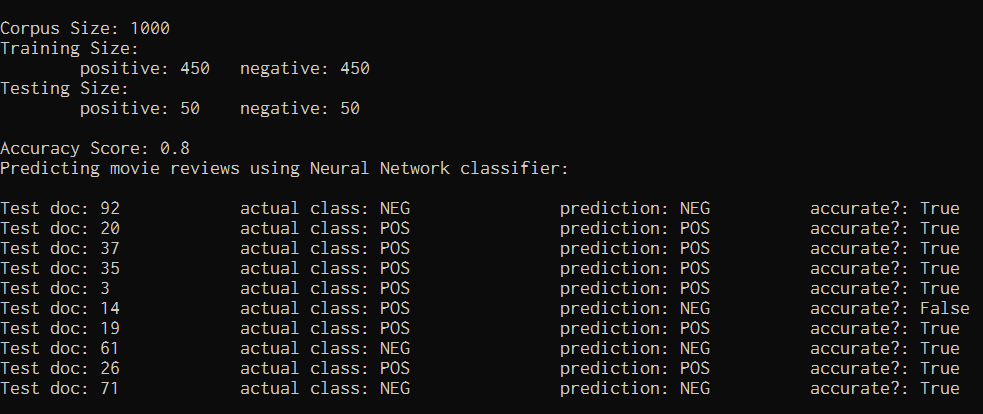 Corpus Size: 1000
Training Size:
positive: 450 negative: 450
Testing Size:
positive: 50 negative: 50
Accuracy Score: 0.8
Predicting movie reviews using Neural Network classifier:
Test doc: 92 actual class: NEG prediction: NEG accurate?: True
Test doc: 20 actual class: POS prediction: POS accurate?: True
Test doc: 37 actual class: POS prediction: POS accurate?: True
Test doc: 35 actual class: POS prediction: POS accurate?: True
Test doc: 3 actual class: POS prediction: POS accurate?: True
Test doc: 14 actual class: POS prediction: NEG accurate?: False
Test doc: 19 actual class: POS prediction: POS accurate?: True
Test doc: 61 actual class: NEG prediction: NEG accurate?: True
Test doc: 26 actual class: POS prediction: POS accurate?: True
Test doc: 71 actual class: NEG prediction: NEG accurate?: True